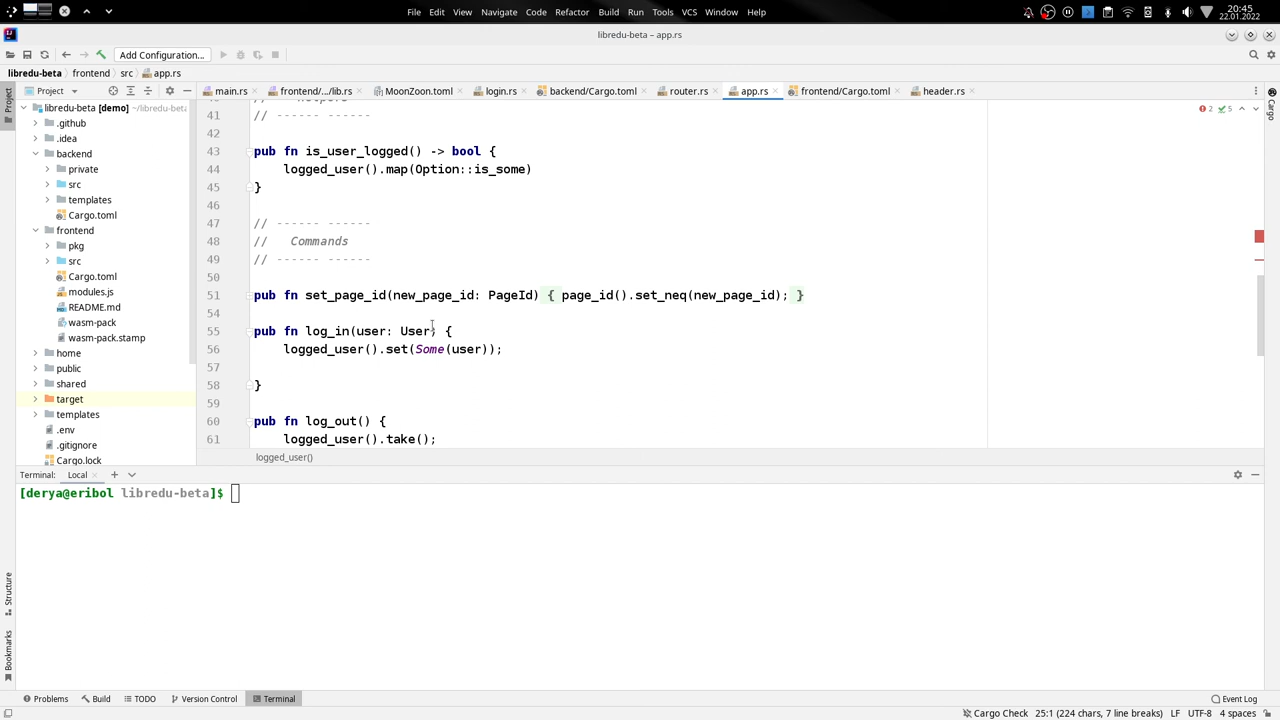 File Edit View Navigate Code Refactor Build Run Tools VCS Window Help
20:45
22.01.2022
libredu-beta – app.rs
Add Configuration...
libredu-beta frontend src app.rs
Project
main.rs frontend/.../lib.rs MoonZoon.toml login.rs backend/Cargo.toml router.rs app.rs frontend/Cargo.toml header.rs
Project
Structure
Bookmarks
Cargo
libredu-beta [demo] ~/libredu-beta
.github
.idea
backend
private
src
templates
Cargo.toml
frontend
pkg
src
Cargo.toml
modules.js
README.md
wasm-pack
wasm-pack.stamp
home
public
shared
target
templates
.env
.gitignore
Cargo.lock
2 5
41 // ------ ------
42
43 pub fn is_user_logged() -> bool {
44 logged_user().map(Option::is_some)
45 }
46
47 // ------ ------
48 // Commands
49 // ------ ------
50
51 pub fn set_page_id(new_page_id: PageId) { page_id().set_neq(new_page_id); }
54
55 pub fn log_in(user: User) {
56 logged_user().set(Some(user));
57
58 }
59
60 pub fn log_out() {
61 logged_user().take();
logged_user()
Terminal: Local
[derya@eribol libredu-beta]$
Problems Build TODO Version Control Terminal Event Log
Cargo Check 25:1 (224 chars, 7 line breaks) LF UTF-8 4 spaces